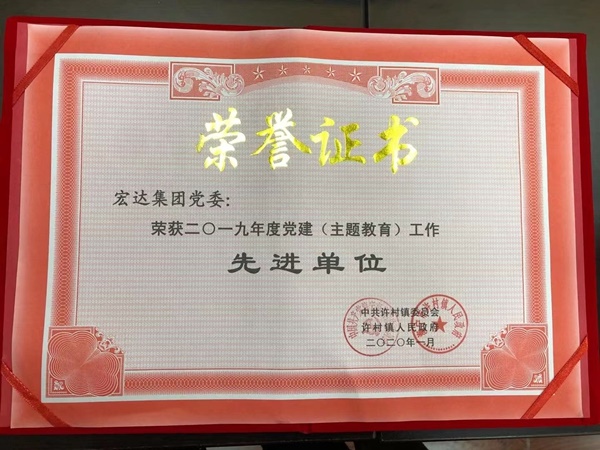 荣誉证书
宏达集团党委：
荣获二〇一九年度党建（主题教育）工作
先进单位
中共许村镇委员会
许村镇人民政府
二〇二〇年一月